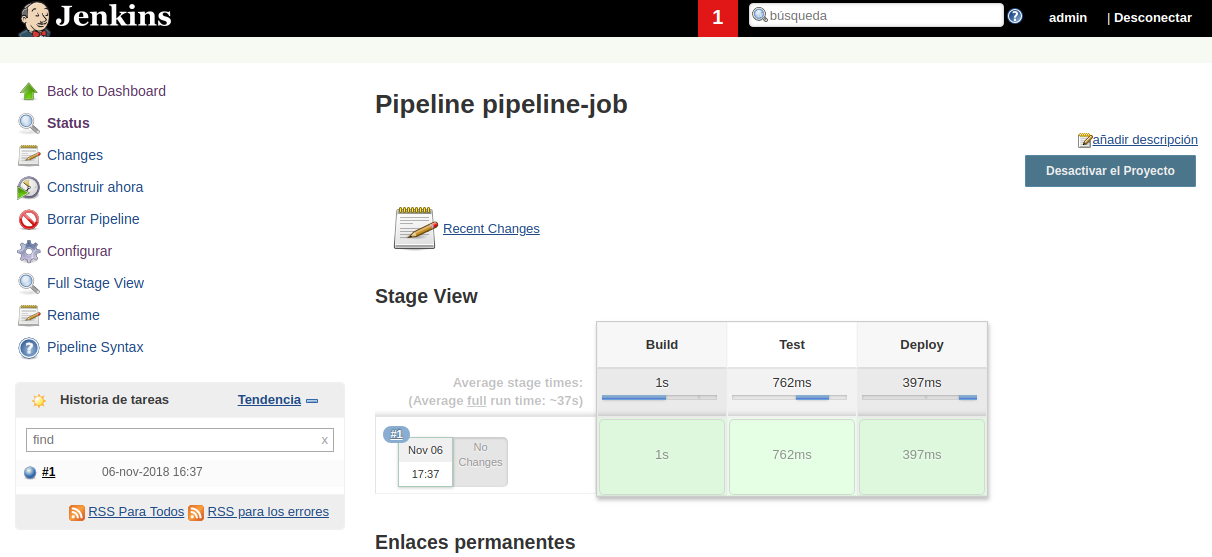 Jenkins
1
búsqueda
admin
| Desconectar
Back to Dashboard
Status
Changes
Construir ahora
Borrar Pipeline
Configurar
Full Stage View
Rename
Pipeline Syntax
Historia de tareas
Tendencia
find
x
#1
06-nov-2018 16:37
RSS Para Todos
RSS para los errores
Pipeline pipeline-job
añadir descripción
Desactivar el Proyecto
Recent Changes
Stage View
Build
Test
Deploy
Average stage times:
(Average full run time: ~37s)
1s
762ms
397ms
#1
Nov 06
17:37
No
Changes
1s
762ms
397ms
Enlaces permanentes